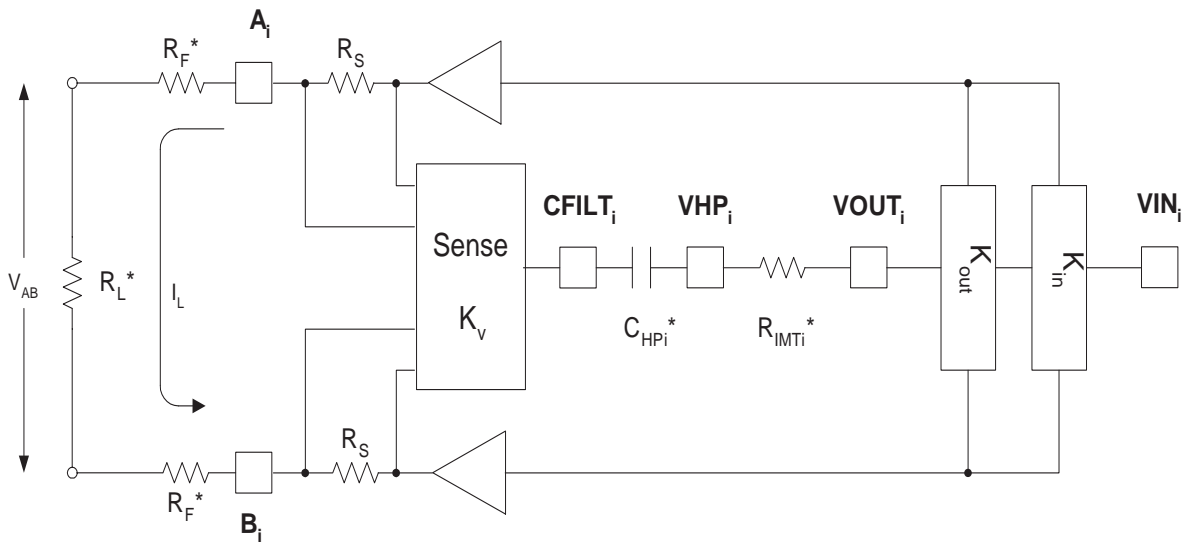 A_i
R_F*
R_S
V_AB
R_L*
I_L
Sense
K_v
CFILT_i
VHP_i
VOUT_i
VIN_i
K_out
K_in
C_HPi*
R_IMTi*
R_S
R_F*
B_i